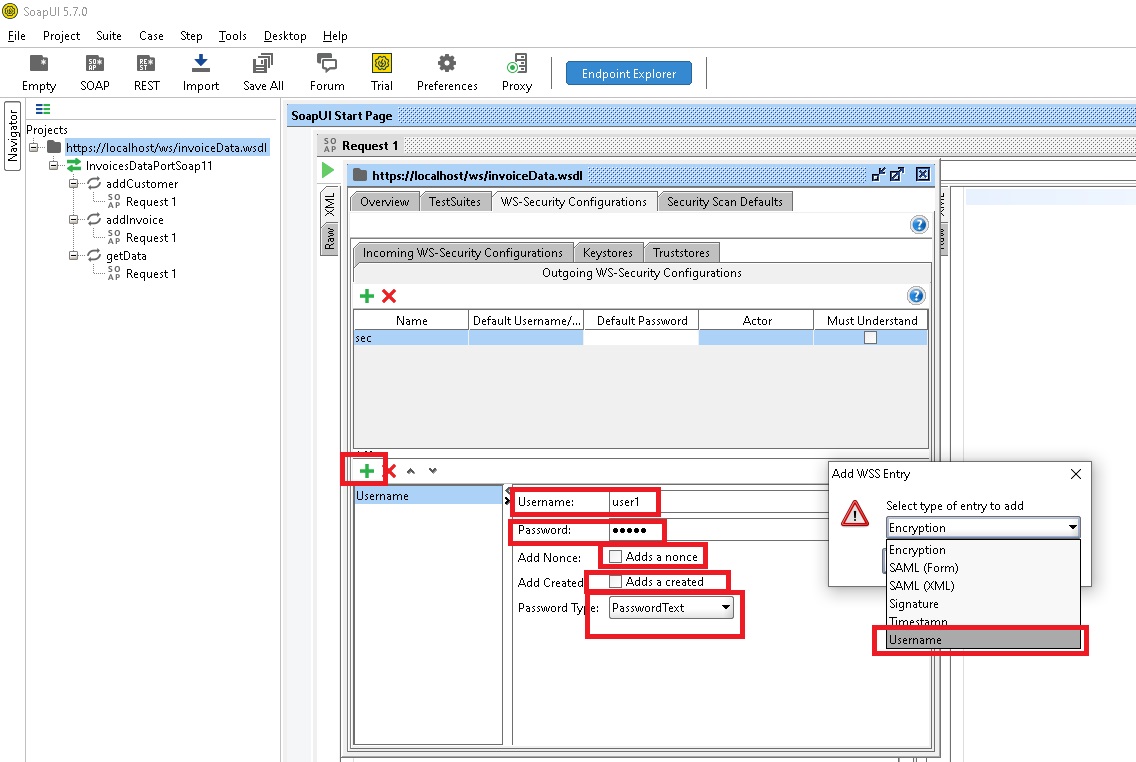 SoapUI 5.7.0
File Project Suite Case Step Tools Desktop Help
Empty SOAP REST Import Save All Forum Trial Preferences Proxy Endpoint Explorer
Navigator
Projects
https://localhost/ws/invoiceData.wsdl
InvoicesDataPortSoap11
addCustomer
SOAP Request 1
addInvoice
SOAP Request 1
getData
SOAP Request 1
SoapUI Start Page
SOAP Request 1
XML
Raw
https://localhost/ws/invoiceData.wsdl
Overview TestSuites WS-Security Configurations Security Scan Defaults
Incoming WS-Security Configurations Keystores Truststores
Outgoing WS-Security Configurations
Name Default Username/... Default Password Actor Must Understand
sec
Username
Username: user1
Password: •••••
Add Nonce: Adds a nonce
Add Created Adds a created
Password Type: PasswordText
Add WSS Entry
Select type of entry to add
Encryption
Encryption
SAML (Form)
SAML (XML)
Signature
Timestamp
Username